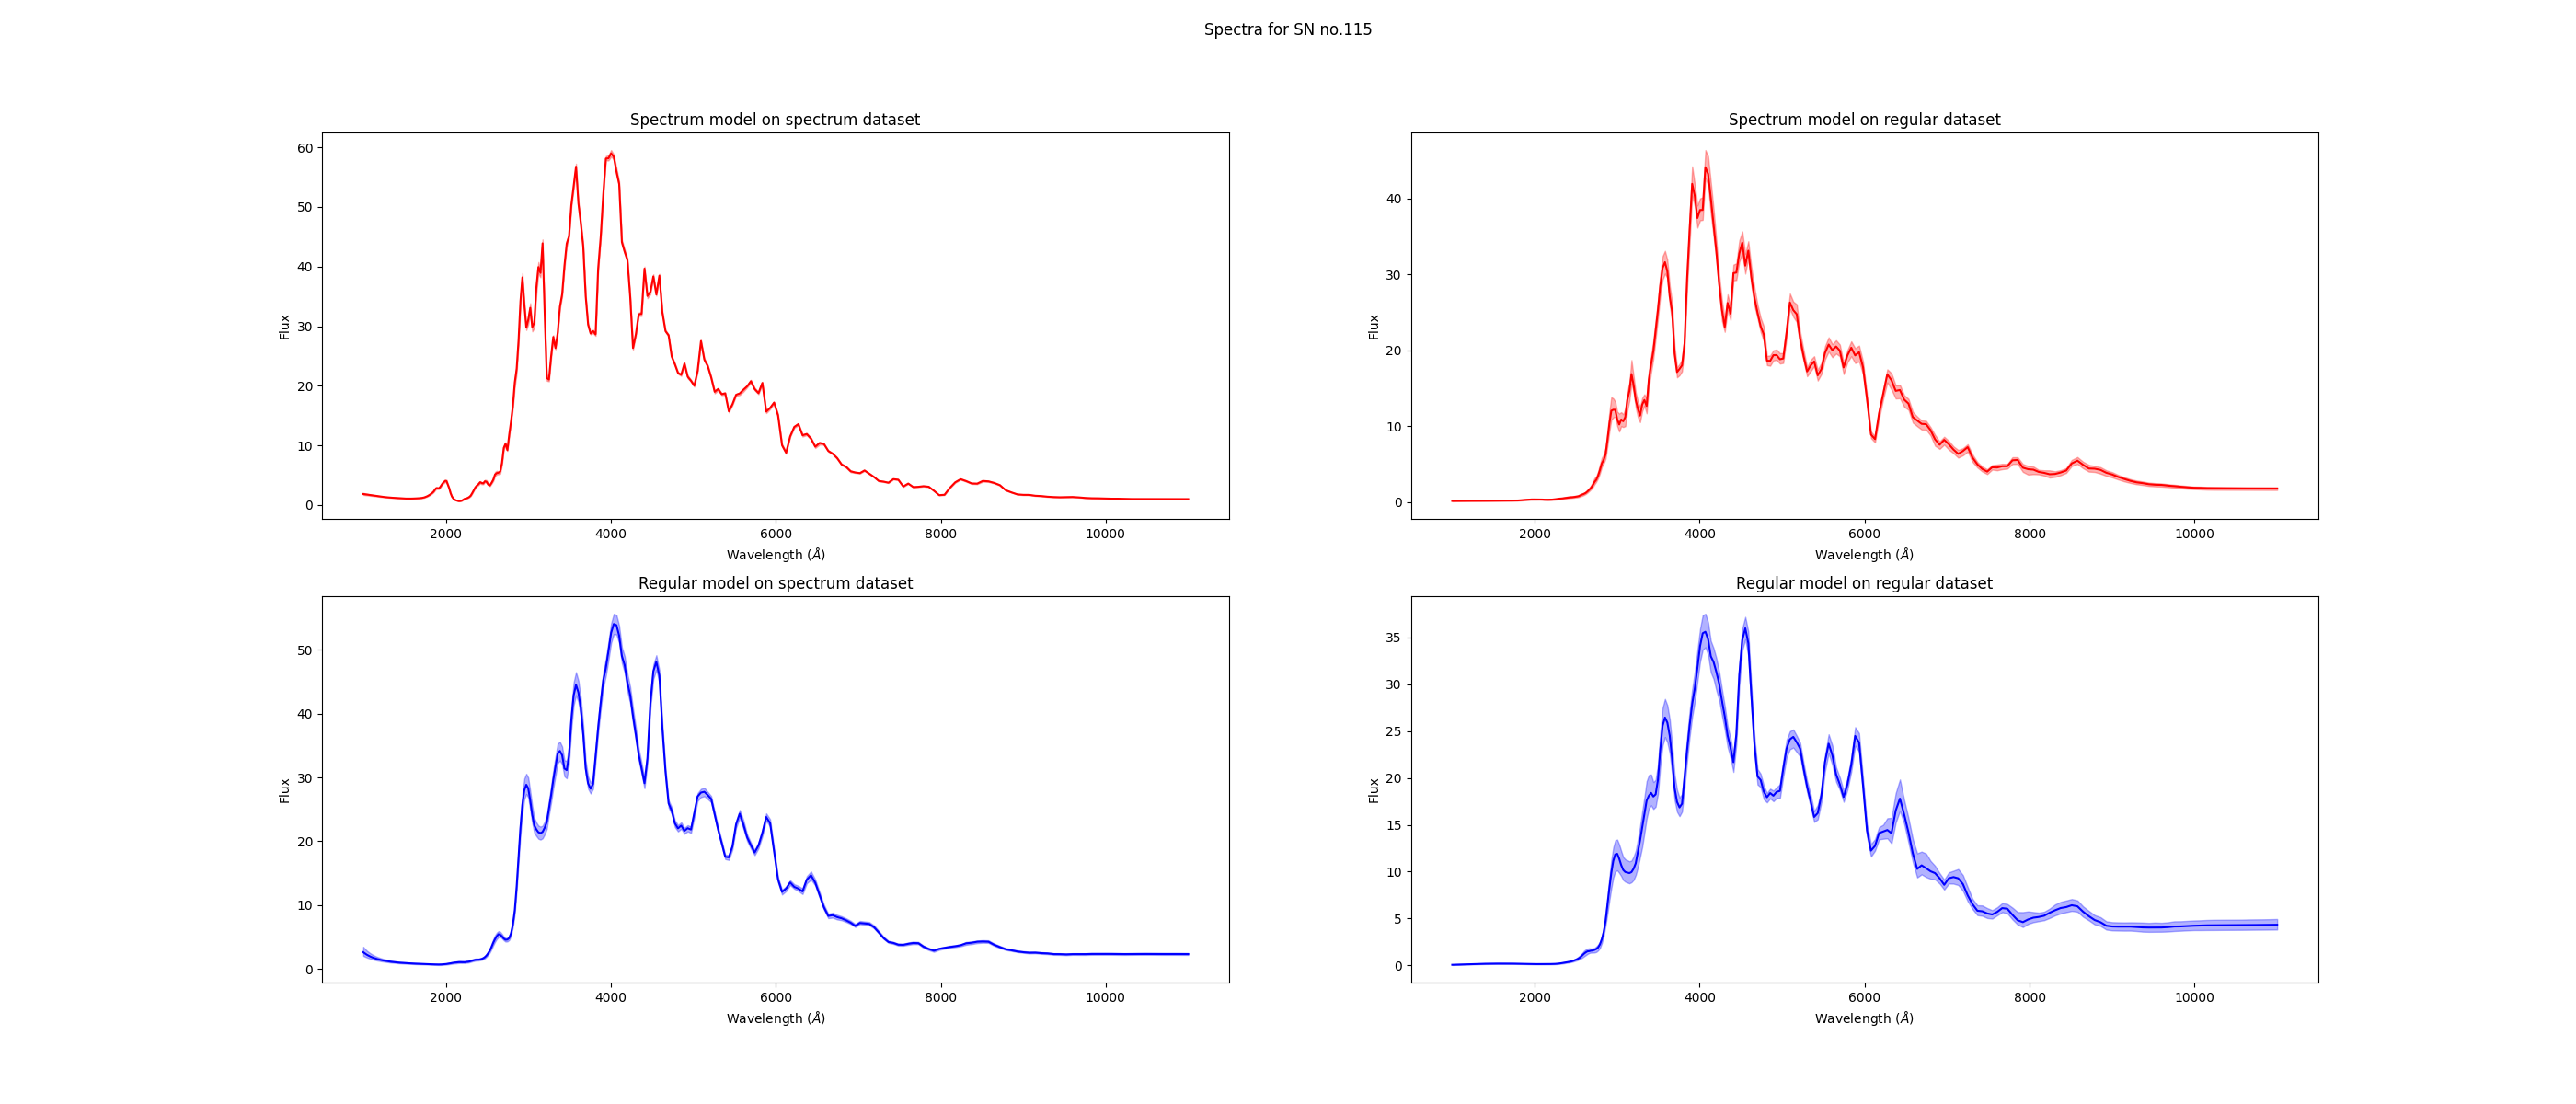 Spectra for SN no.115
Spectrum model on spectrum dataset
60
50
40
30
20
10
0
Flux
2000 4000 6000 8000 10000
Wavelength (Å)
Spectrum model on regular dataset
40
30
20
10
0
Flux
2000 4000 6000 8000 10000
Wavelength (Å)
Regular model on spectrum dataset
50
40
30
20
10
0
Flux
2000 4000 6000 8000 10000
Wavelength (Å)
Regular model on regular dataset
35
30
25
20
15
10
5
0
Flux
2000 4000 6000 8000 10000
Wavelength (Å)